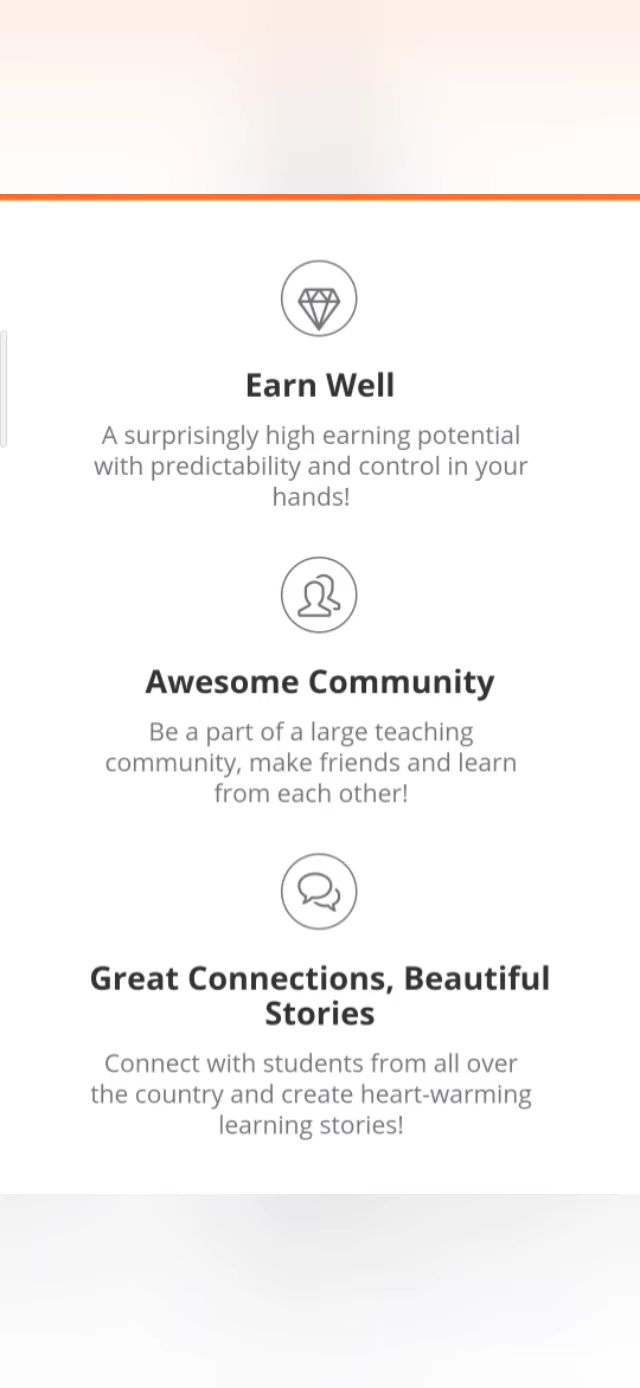 Earn Well
A surprisingly high earning potential
with predictability and control in your
hands!
Awesome Community
Be a part of a large teaching
community, make friends and learn
from each other!
Great Connections, Beautiful
Stories
Connect with students from all over
the country and create heart-warming
learning stories!